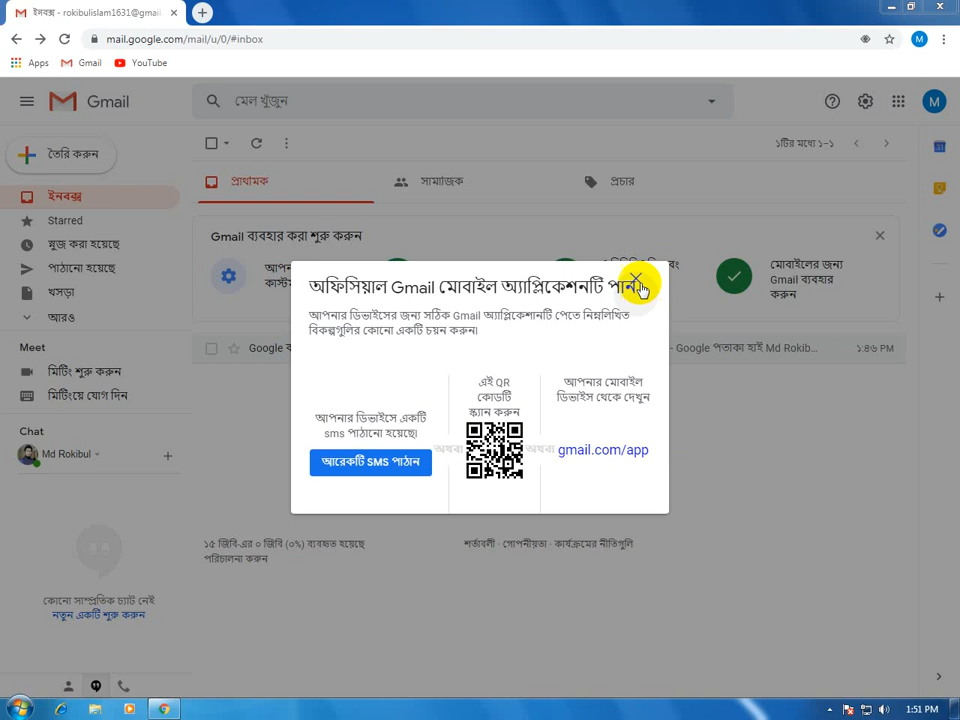 ইনবক্স - rokibulislam1631@gmai
mail.google.com/mail/u/0/#inbox
M
Apps
Gmail
YouTube
Gmail
মেল খুঁজুন
M
তৈরি করুন
১টির মধ্যে ১–১
প্রাথমিক
সামাজিক
প্রচার
ইনবক্স
Starred
স্নুজ করা হয়েছে
পাঠানো হয়েছে
খসড়া
আরও
Gmail ব্যবহার করা শুরু করুন
মোবাইলের জন্য
Gmail ব্যবহার
করুন
অফিসিয়াল Gmail মোবাইল অ্যাপ্লিকেশনটি পান
আপনার ডিভাইসের জন্য সঠিক Gmail অ্যাপ্লিকেশনটি পেতে নিম্নলিখিত
বিকল্পগুলির কোনো একটি চয়ন করুন।
আপনার ডিভাইসে একটি
sms পাঠানো হয়েছে।
আরেকটি SMS পাঠান
অথবা
এই QR
কোডটি
স্ক্যান করুন
অথবা
আপনার মোবাইল
ডিভাইস থেকে দেখুন
gmail.com/app
Google
- Google পতাকা হাই Md Rokib...
১:৪৬ PM
Meet
মিটিং শুরু করুন
মিটিংয়ে যোগ দিন
Chat
Md Rokibul
কোনো সাম্প্রতিক চ্যাট নেই
নতুন একটি শুরু করুন
১৫ জিবি-এর ০ জিবি (০%) ব্যবহৃত হয়েছে
পরিচালনা করুন
শর্তাবলী · গোপনীয়তা · কার্যক্রমের নীতিগুলি
1:51 PM